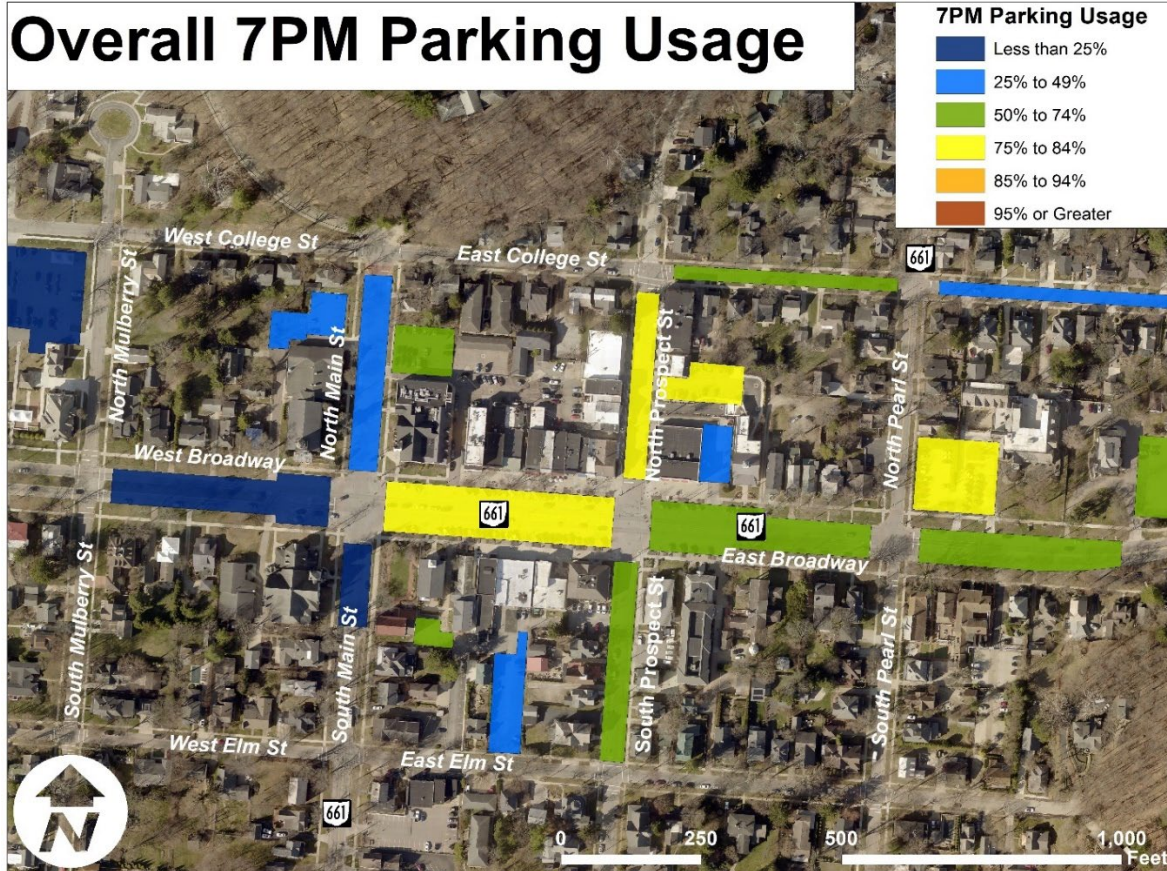 Overall 7PM Parking Usage
7PM Parking Usage
Less than 25%
25% to 49%
50% to 74%
75% to 84%
85% to 94%
95% or Greater
West College St
East College St
661
North Mulberry St
North Main St
North Prospect St
North Pearl St
West Broadway
661
661
East Broadway
South Mulberry St
South Main St
South Prospect St
South Pearl St
West Elm St
East Elm St
661
N
0 250 500 1,000
Feet